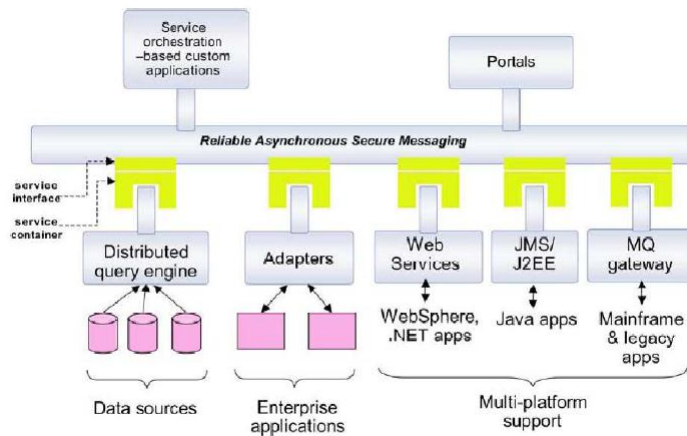 Service
orchestration
–based custom
applications
Portals
Reliable Asynchronous Secure Messaging
service
interface
service
container
Distributed
query engine
Adapters
Web
Services
JMS/
J2EE
MQ
gateway
WebSphere,
.NET apps
Java apps
Mainframe
& legacy
apps
Data sources
Enterprise
applications
Multi-platform
support